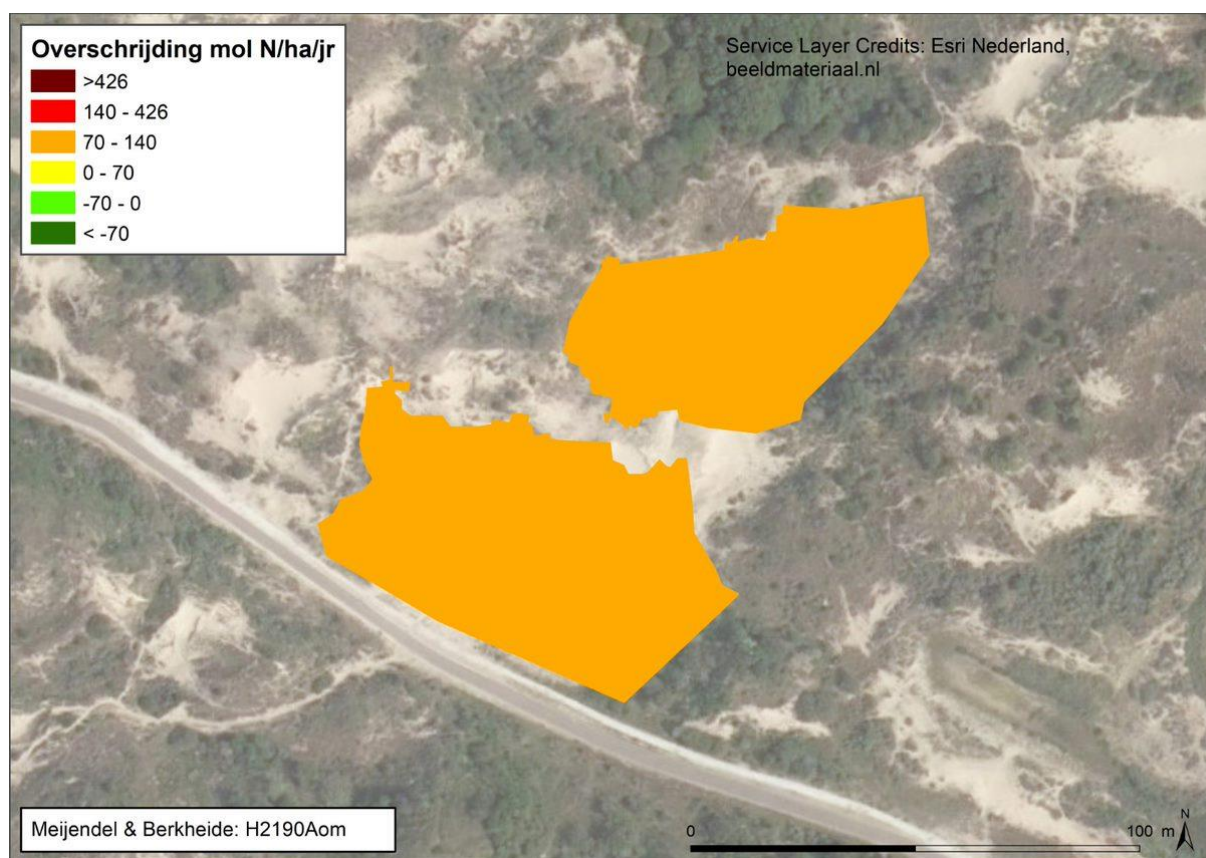 Overschrijding mol N/ha/jr
>426
140 - 426
70 - 140
0 - 70
-70 - 0
< -70
Service Layer Credits: Esri Nederland,
beeldmateriaal.nl
Meijendel & Berkheide: H2190Aom
0 100 m
N